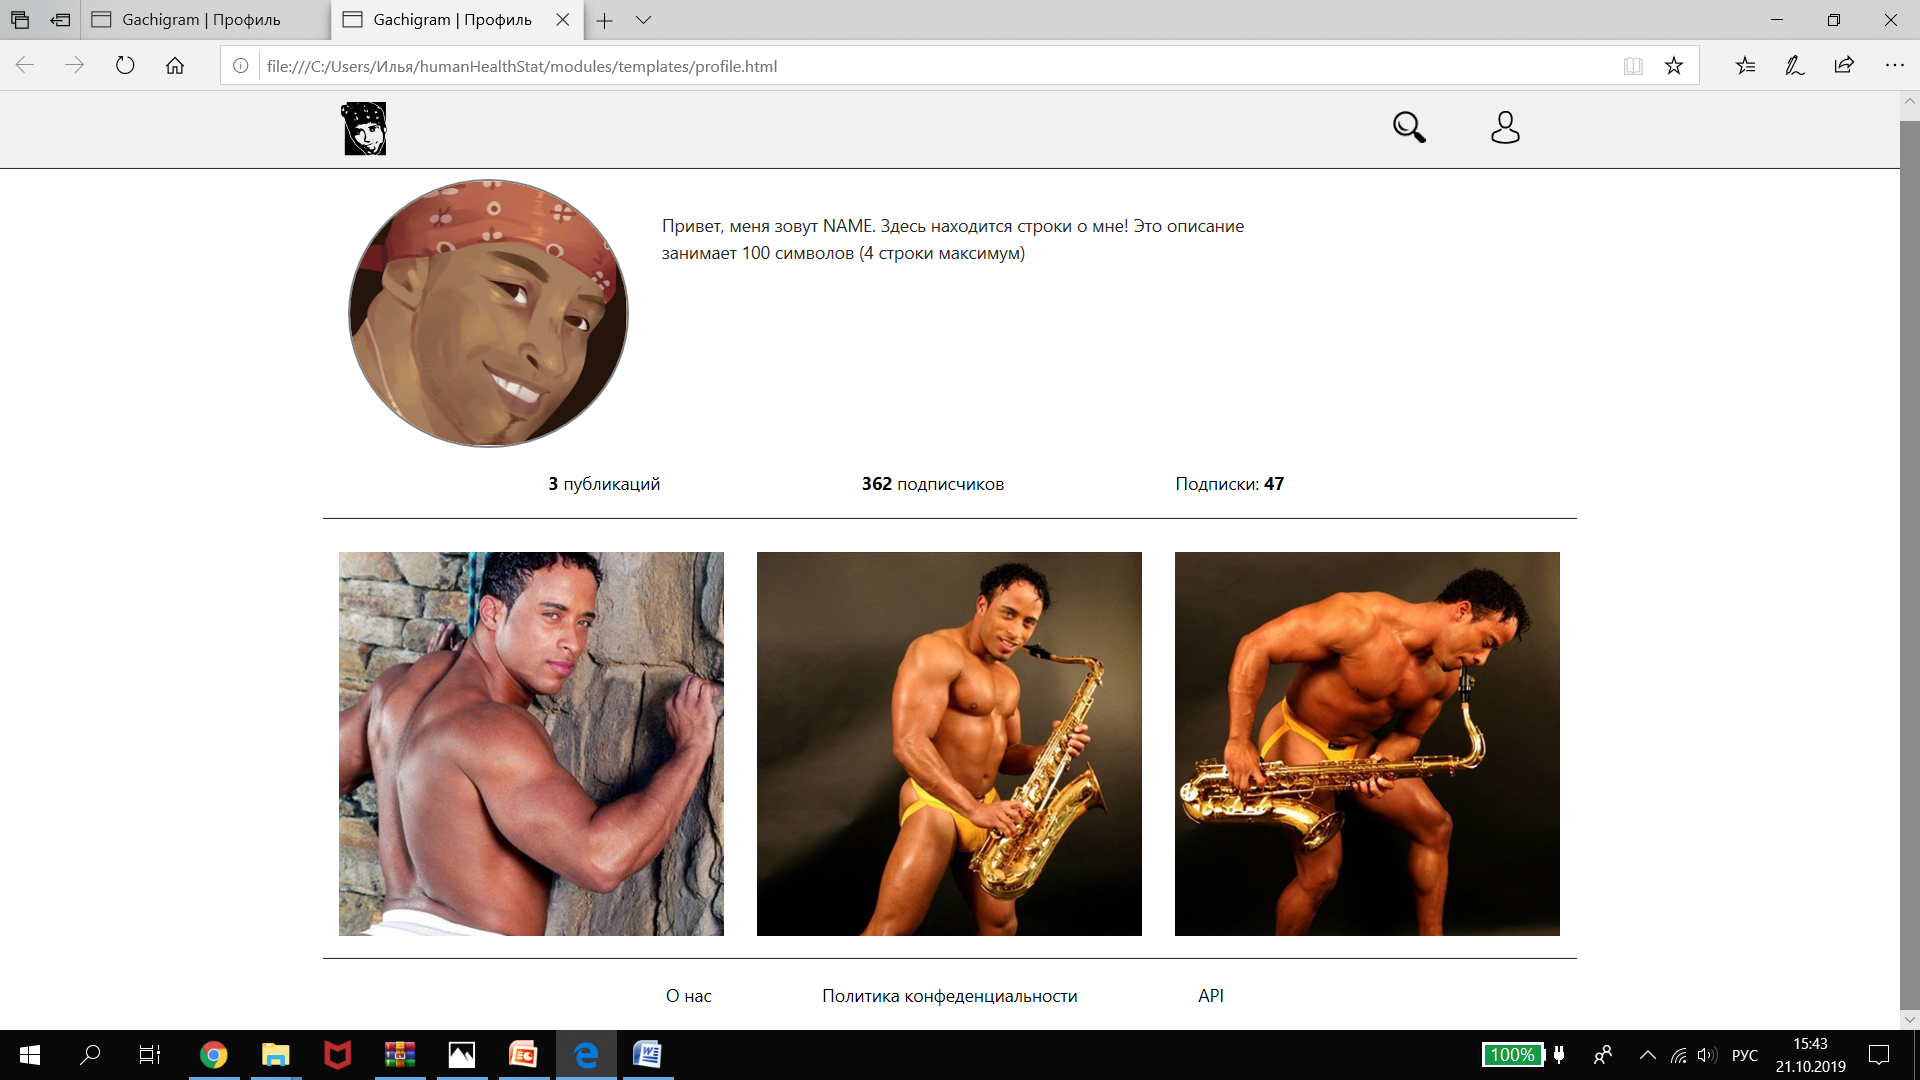 Gachigram | Профиль
Gachigram | Профиль
file:///C:/Users/Илья/humanHealthStat/modules/templates/profile.html
Привет, меня зовут NAME. Здесь находится строки о мне! Это описание
занимает 100 символов (4 строки максимум)
3 публикаций
362 подписчиков
Подписки: 47
О нас
Политика конфеденциальности
API
100%
РУС
15:43
21.10.2019